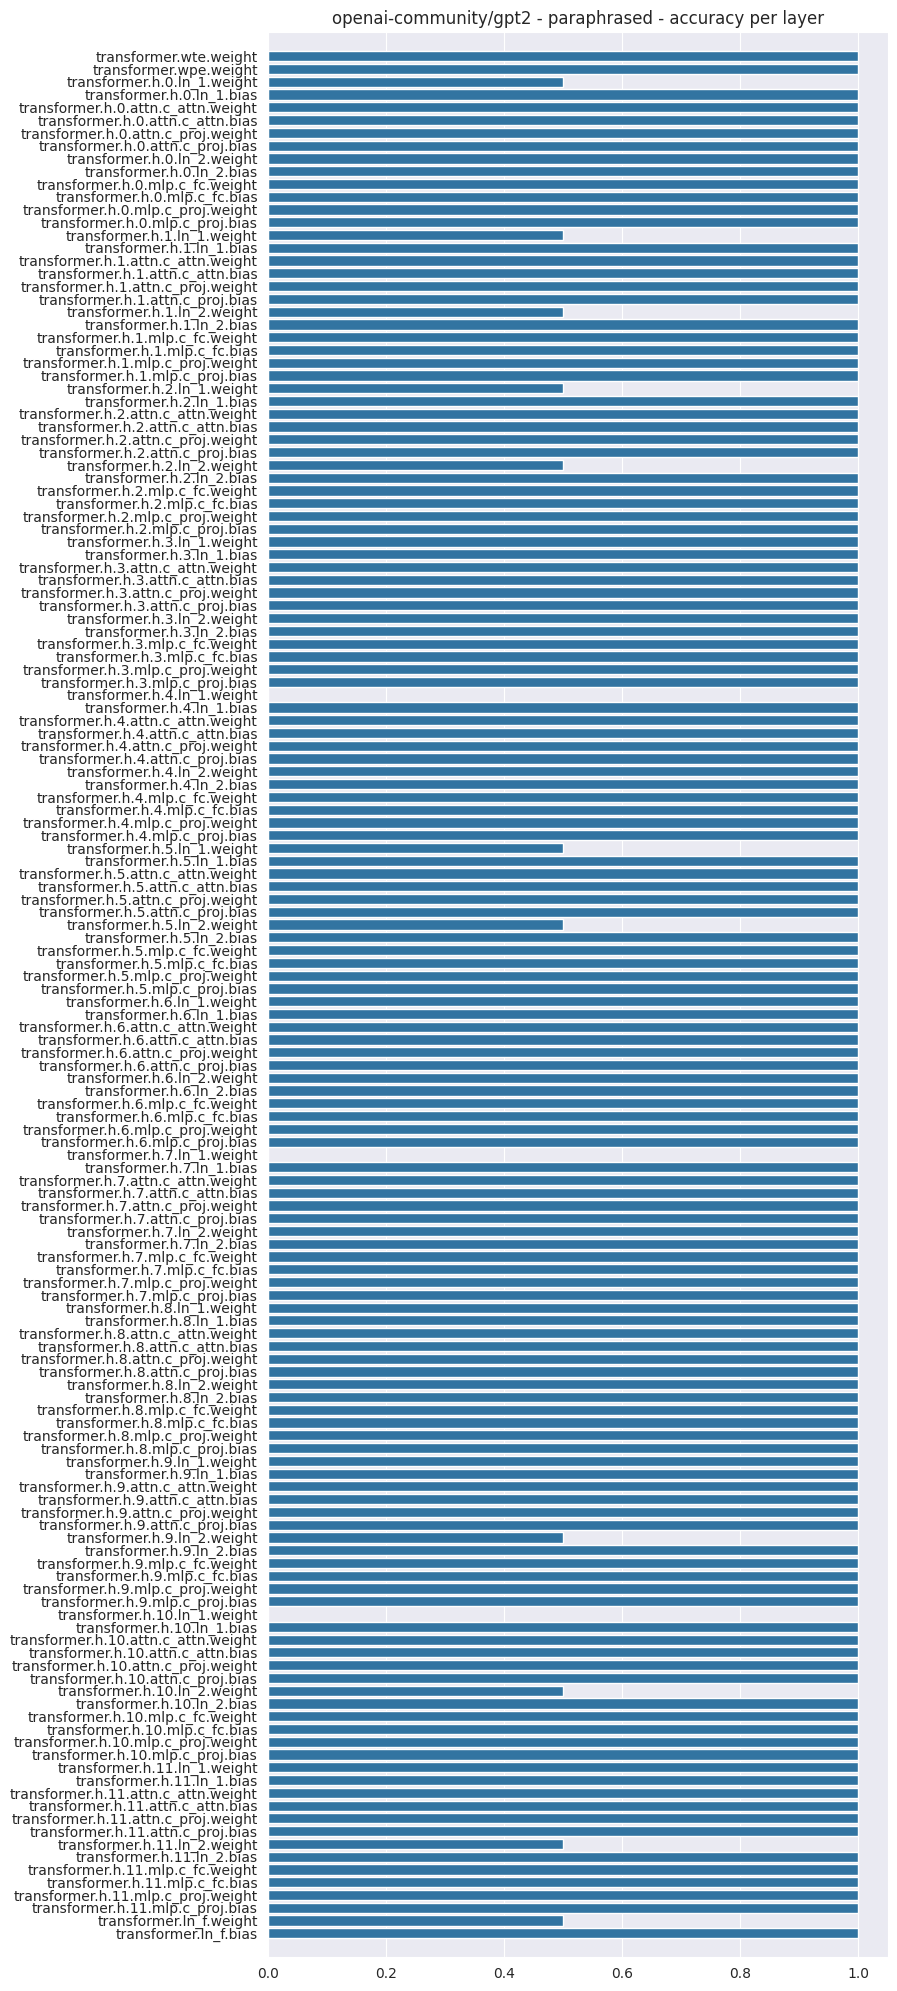 openai-community/gpt2 - paraphrased - accuracy per layer
transformer.wte.weight
transformer.wpe.weight
transformer.h.0.ln_1.weight
transformer.h.0.ln_1.bias
transformer.h.0.attn.c_attn.weight
transformer.h.0.attn.c_attn.bias
transformer.h.0.attn.c_proj.weight
transformer.h.0.attn.c_proj.bias
transformer.h.0.ln_2.weight
transformer.h.0.ln_2.bias
transformer.h.0.mlp.c_fc.weight
transformer.h.0.mlp.c_fc.bias
transformer.h.0.mlp.c_proj.weight
transformer.h.0.mlp.c_proj.bias
transformer.h.1.ln_1.weight
transformer.h.1.ln_1.bias
transformer.h.1.attn.c_attn.weight
transformer.h.1.attn.c_attn.bias
transformer.h.1.attn.c_proj.weight
transformer.h.1.attn.c_proj.bias
transformer.h.1.ln_2.weight
transformer.h.1.ln_2.bias
transformer.h.1.mlp.c_fc.weight
transformer.h.1.mlp.c_fc.bias
transformer.h.1.mlp.c_proj.weight
transformer.h.1.mlp.c_proj.bias
transformer.h.2.ln_1.weight
transformer.h.2.ln_1.bias
transformer.h.2.attn.c_attn.weight
transformer.h.2.attn.c_attn.bias
transformer.h.2.attn.c_proj.weight
transformer.h.2.attn.c_proj.bias
transformer.h.2.ln_2.weight
transformer.h.2.ln_2.bias
transformer.h.2.mlp.c_fc.weight
transformer.h.2.mlp.c_fc.bias
transformer.h.2.mlp.c_proj.weight
transformer.h.2.mlp.c_proj.bias
transformer.h.3.ln_1.weight
transformer.h.3.ln_1.bias
transformer.h.3.attn.c_attn.weight
transformer.h.3.attn.c_attn.bias
transformer.h.3.attn.c_proj.weight
transformer.h.3.attn.c_proj.bias
transformer.h.3.ln_2.weight
transformer.h.3.ln_2.bias
transformer.h.3.mlp.c_fc.weight
transformer.h.3.mlp.c_fc.bias
transformer.h.3.mlp.c_proj.weight
transformer.h.3.mlp.c_proj.bias
transformer.h.4.ln_1.weight
transformer.h.4.ln_1.bias
transformer.h.4.attn.c_attn.weight
transformer.h.4.attn.c_attn.bias
transformer.h.4.attn.c_proj.weight
transformer.h.4.attn.c_proj.bias
transformer.h.4.ln_2.weight
transformer.h.4.ln_2.bias
transformer.h.4.mlp.c_fc.weight
transformer.h.4.mlp.c_fc.bias
transformer.h.4.mlp.c_proj.weight
transformer.h.4.mlp.c_proj.bias
transformer.h.5.ln_1.weight
transformer.h.5.ln_1.bias
transformer.h.5.attn.c_attn.weight
transformer.h.5.attn.c_attn.bias
transformer.h.5.attn.c_proj.weight
transformer.h.5.attn.c_proj.bias
transformer.h.5.ln_2.weight
transformer.h.5.ln_2.bias
transformer.h.5.mlp.c_fc.weight
transformer.h.5.mlp.c_fc.bias
transformer.h.5.mlp.c_proj.weight
transformer.h.5.mlp.c_proj.bias
transformer.h.6.ln_1.weight
transformer.h.6.ln_1.bias
transformer.h.6.attn.c_attn.weight
transformer.h.6.attn.c_attn.bias
transformer.h.6.attn.c_proj.weight
transformer.h.6.attn.c_proj.bias
transformer.h.6.ln_2.weight
transformer.h.6.ln_2.bias
transformer.h.6.mlp.c_fc.weight
transformer.h.6.mlp.c_fc.bias
transformer.h.6.mlp.c_proj.weight
transformer.h.6.mlp.c_proj.bias
transformer.h.7.ln_1.weight
transformer.h.7.ln_1.bias
transformer.h.7.attn.c_attn.weight
transformer.h.7.attn.c_attn.bias
transformer.h.7.attn.c_proj.weight
transformer.h.7.attn.c_proj.bias
transformer.h.7.ln_2.weight
transformer.h.7.ln_2.bias
transformer.h.7.mlp.c_fc.weight
transformer.h.7.mlp.c_fc.bias
transformer.h.7.mlp.c_proj.weight
transformer.h.7.mlp.c_proj.bias
transformer.h.8.ln_1.weight
transformer.h.8.ln_1.bias
transformer.h.8.attn.c_attn.weight
transformer.h.8.attn.c_attn.bias
transformer.h.8.attn.c_proj.weight
transformer.h.8.attn.c_proj.bias
transformer.h.8.ln_2.weight
transformer.h.8.ln_2.bias
transformer.h.8.mlp.c_fc.weight
transformer.h.8.mlp.c_fc.bias
transformer.h.8.mlp.c_proj.weight
transformer.h.8.mlp.c_proj.bias
transformer.h.9.ln_1.weight
transformer.h.9.ln_1.bias
transformer.h.9.attn.c_attn.weight
transformer.h.9.attn.c_attn.bias
transformer.h.9.attn.c_proj.weight
transformer.h.9.attn.c_proj.bias
transformer.h.9.ln_2.weight
transformer.h.9.ln_2.bias
transformer.h.9.mlp.c_fc.weight
transformer.h.9.mlp.c_fc.bias
transformer.h.9.mlp.c_proj.weight
transformer.h.9.mlp.c_proj.bias
transformer.h.10.ln_1.weight
transformer.h.10.ln_1.bias
transformer.h.10.attn.c_attn.weight
transformer.h.10.attn.c_attn.bias
transformer.h.10.attn.c_proj.weight
transformer.h.10.attn.c_proj.bias
transformer.h.10.ln_2.weight
transformer.h.10.ln_2.bias
transformer.h.10.mlp.c_fc.weight
transformer.h.10.mlp.c_fc.bias
transformer.h.10.mlp.c_proj.weight
transformer.h.10.mlp.c_proj.bias
transformer.h.11.ln_1.weight
transformer.h.11.ln_1.bias
transformer.h.11.attn.c_attn.weight
transformer.h.11.attn.c_attn.bias
transformer.h.11.attn.c_proj.weight
transformer.h.11.attn.c_proj.bias
transformer.h.11.ln_2.weight
transformer.h.11.ln_2.bias
transformer.h.11.mlp.c_fc.weight
transformer.h.11.mlp.c_fc.bias
transformer.h.11.mlp.c_proj.weight
transformer.h.11.mlp.c_proj.bias
transformer.ln_f.weight
transformer.ln_f.bias
0.0 0.2 0.4 0.6 0.8 1.0